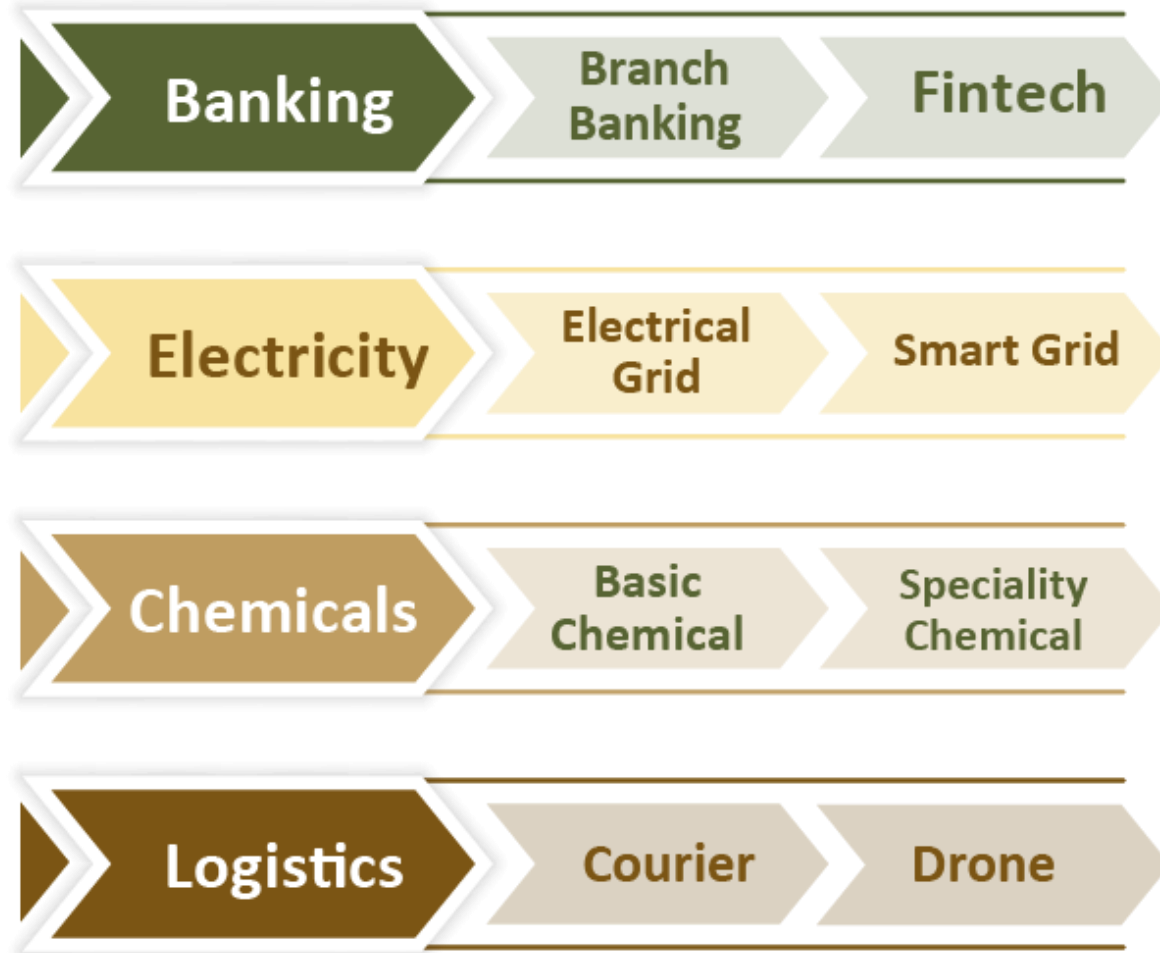 Banking
Branch
Banking
Fintech
Electricity
Electrical
Grid
Smart Grid
Chemicals
Basic
Chemical
Speciality
Chemical
Logistics
Courier
Drone